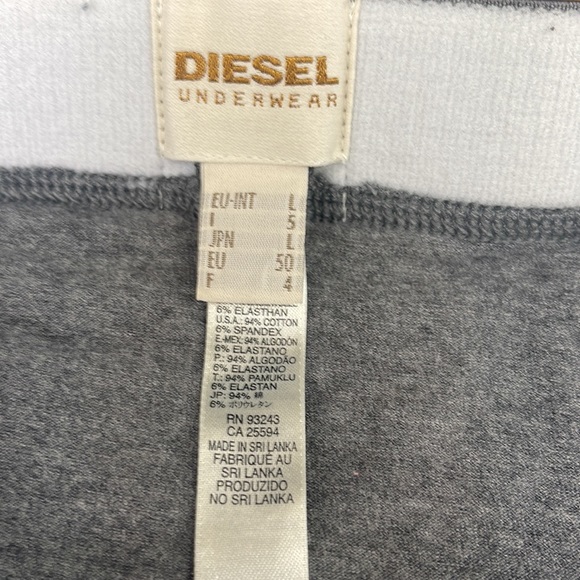 DIESEL
UNDERWEAR
EU-INT L
I 5
JPN L
EU 50
F 4
6% ELASTHAN
U.S.A.: 94% COTTON
6% SPANDEX
E.-MEX: 94% ALGODÓN
6% ELASTANO
P.: 94% ALGODÃO
6% ELASTANO
T.: 94% PAMUKLU
6% ELASTAN
JP: 94% 綿
6% ポリウレタン
RN 93243
CA 25594
MADE IN SRI LANKA
FABRIQUÉ AU
SRI LANKA
PRODUZIDO
NO SRI LANKA